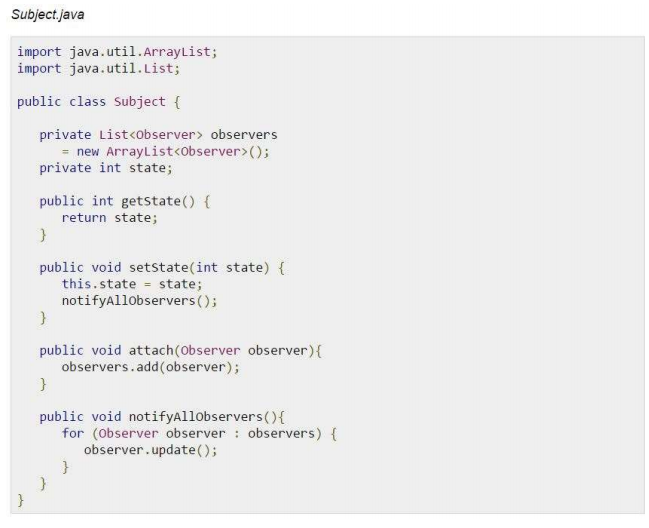 Subject.java
import java.util.ArrayList;
import java.util.List;
public class Subject {
private List<Observer> observers
= new ArrayList<Observer>();
private int state;
public int getState() {
return state;
}
public void setState(int state) {
this.state = state;
notifyAllObservers();
}
public void attach(Observer observer){
observers.add(observer);
}
public void notifyAllObservers(){
for (Observer observer : observers) {
observer.update();
}
}
}